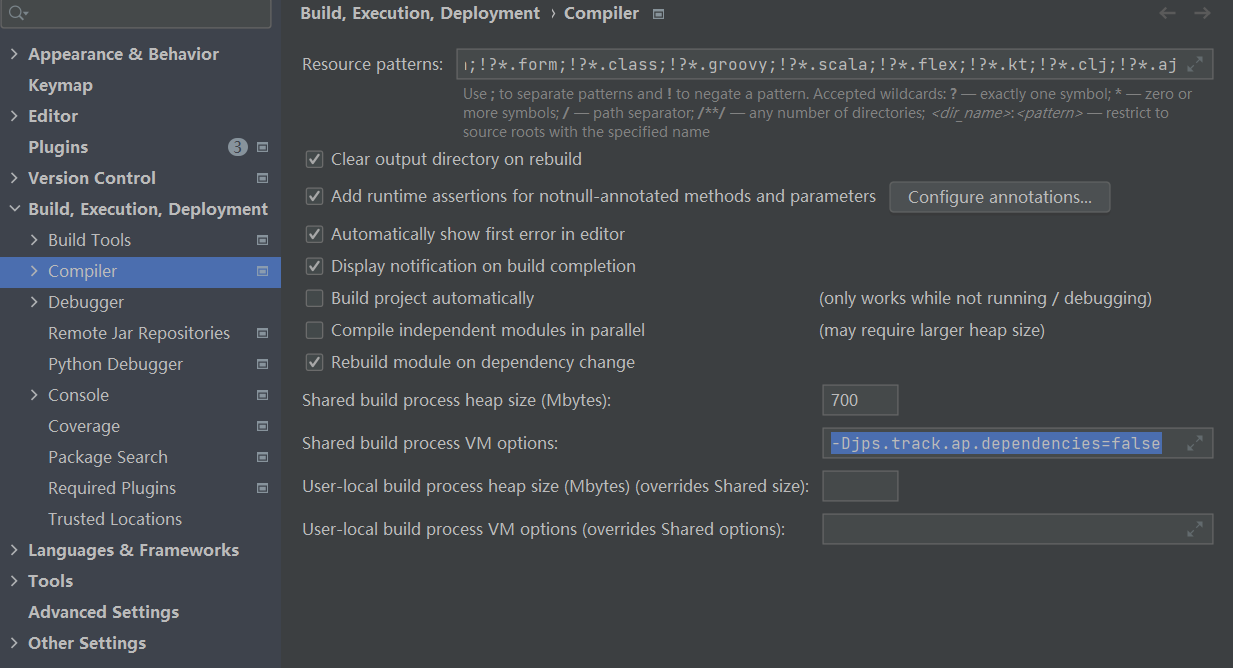 Appearance & Behavior
Keymap
Editor
Plugins 3
Version Control
Build, Execution, Deployment
Build Tools
Compiler
Debugger
Remote Jar Repositories
Python Debugger
Console
Coverage
Package Search
Required Plugins
Trusted Locations
Languages & Frameworks
Tools
Advanced Settings
Other Settings
Build, Execution, Deployment › Compiler
Resource patterns: ;!?*.form;!?*.class;!?*.groovy;!?*.scala;!?*.flex;!?*.kt;!?*.clj;!?*.aj
Use ; to separate patterns and ! to negate a pattern. Accepted wildcards: ? — exactly one symbol; * — zero or
more symbols; / — path separator; /**/ — any number of directories; <dir_name>:<pattern> — restrict to
source roots with the specified name
Clear output directory on rebuild
Add runtime assertions for notnull-annotated methods and parameters Configure annotations...
Automatically show first error in editor
Display notification on build completion
Build project automatically (only works while not running / debugging)
Compile independent modules in parallel (may require larger heap size)
Rebuild module on dependency change
Shared build process heap size (Mbytes): 700
Shared build process VM options: -Djps.track.ap.dependencies=false
User-local build process heap size (Mbytes) (overrides Shared size):
User-local build process VM options (overrides Shared options):